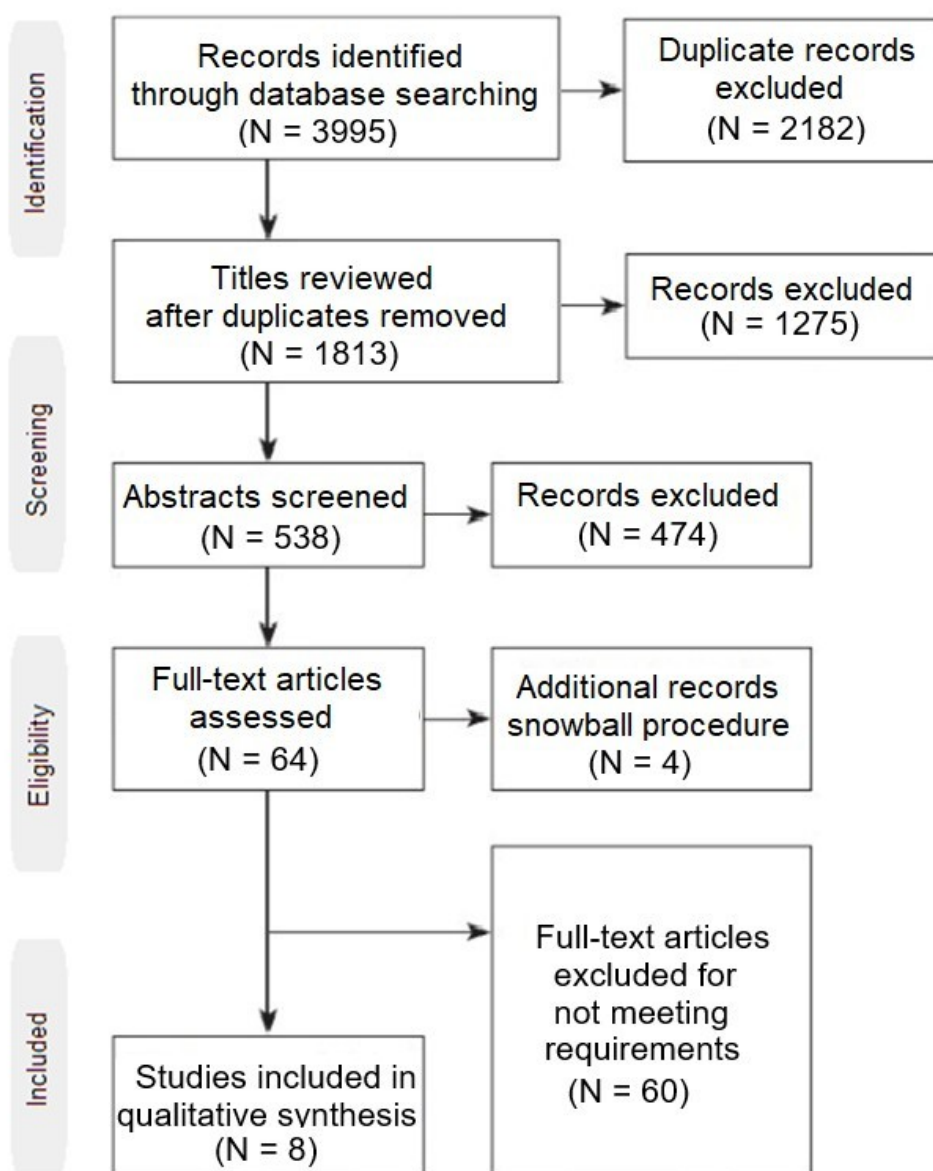 Identification
Records identified
through database searching
(N = 3995)
Duplicate records
excluded
(N = 2182)
Titles reviewed
after duplicates removed
(N = 1813)
Records excluded
(N = 1275)
Screening
Abstracts screened
(N = 538)
Records excluded
(N = 474)
Eligibility
Full-text articles
assessed
(N = 64)
Additional records
snowball procedure
(N = 4)
Included
Full-text articles
excluded for
not meeting
requirements
(N = 60)
Studies included in
qualitative synthesis
(N = 8)